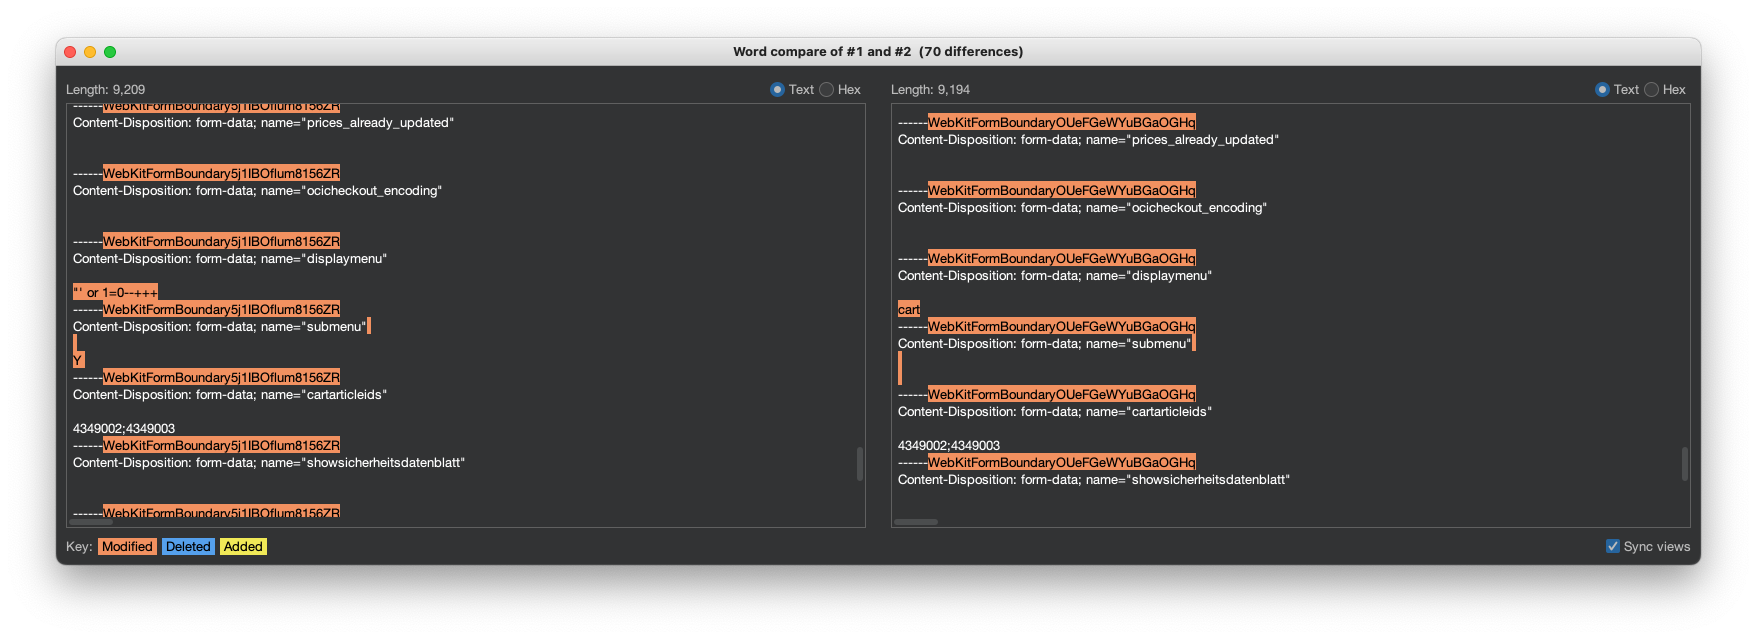 Word compare of #1 and #2 (70 differences)
Length: 9,209
Text
Hex
------WebKitFormBoundary5j1IBOflum8156ZR
Content-Disposition: form-data; name="prices_already_updated"
------WebKitFormBoundary5j1IBOflum8156ZR
Content-Disposition: form-data; name="ocicheckout_encoding"
------WebKitFormBoundary5j1IBOflum8156ZR
Content-Disposition: form-data; name="displaymenu"
"' or 1=0--+++
------WebKitFormBoundary5j1IBOflum8156ZR
Content-Disposition: form-data; name="submenu"
Y
------WebKitFormBoundary5j1IBOflum8156ZR
Content-Disposition: form-data; name="cartarticleids"
4349002;4349003
------WebKitFormBoundary5j1IBOflum8156ZR
Content-Disposition: form-data; name="showsicherheitsdatenblatt"
------WebKitFormBoundary5j1IBOflum8156ZR
Length: 9,194
Text
Hex
------WebKitFormBoundaryOUeFGeWYuBGaOGHq
Content-Disposition: form-data; name="prices_already_updated"
------WebKitFormBoundaryOUeFGeWYuBGaOGHq
Content-Disposition: form-data; name="ocicheckout_encoding"
------WebKitFormBoundaryOUeFGeWYuBGaOGHq
Content-Disposition: form-data; name="displaymenu"
cart
------WebKitFormBoundaryOUeFGeWYuBGaOGHq
Content-Disposition: form-data; name="submenu"
------WebKitFormBoundaryOUeFGeWYuBGaOGHq
Content-Disposition: form-data; name="cartarticleids"
4349002;4349003
------WebKitFormBoundaryOUeFGeWYuBGaOGHq
Content-Disposition: form-data; name="showsicherheitsdatenblatt"
Key: Modified Deleted Added
Sync views